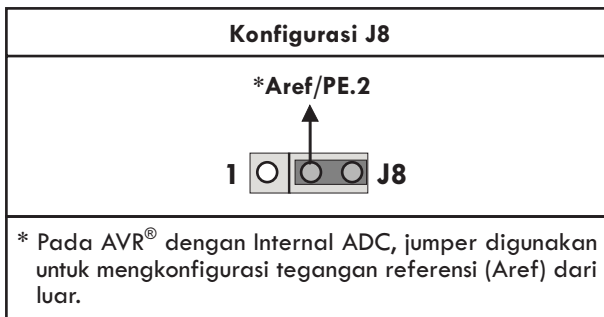 Konfigurasi J8
*Aref/PE.2
1 J8
* Pada AVR® dengan Internal ADC, jumper digunakan
untuk mengkonfigurasi tegangan referensi (Aref) dari
luar.